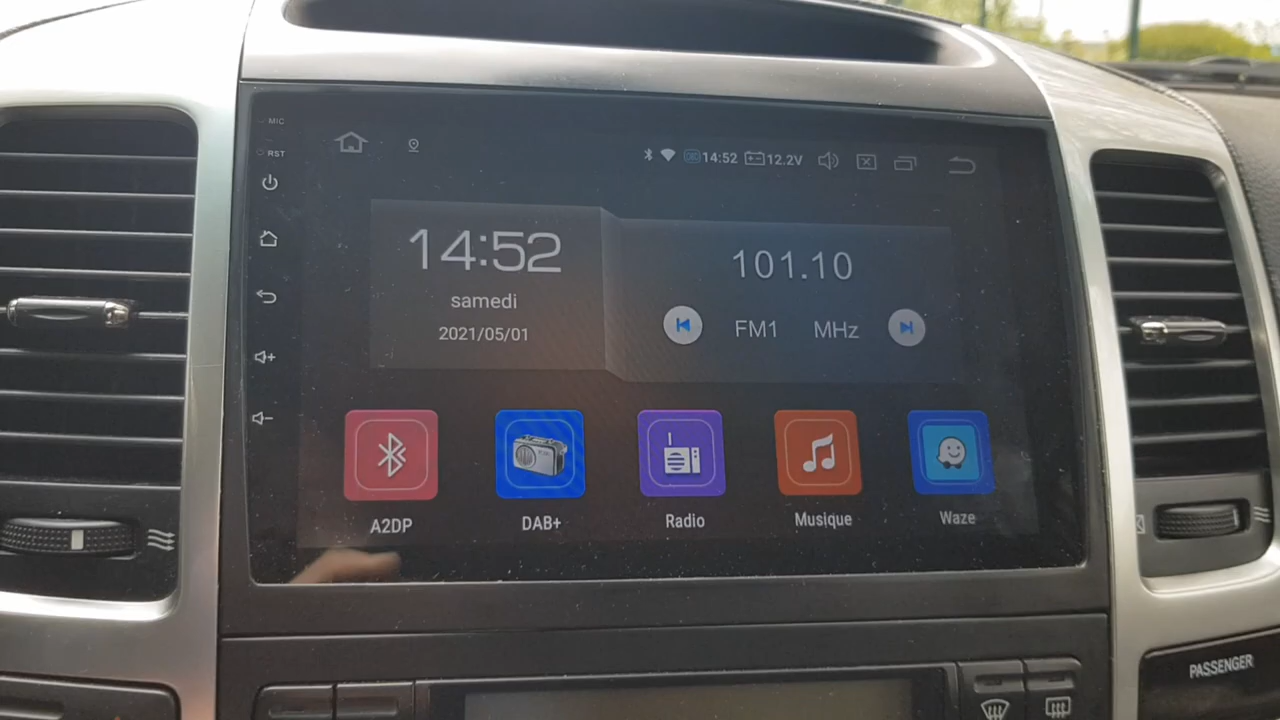 MIC
RST
14:52 12.2V
14:52
samedi
2021/05/01
101.10
FM1 MHz
A2DP
DAB+
Radio
Musique
Waze
PASSENGER